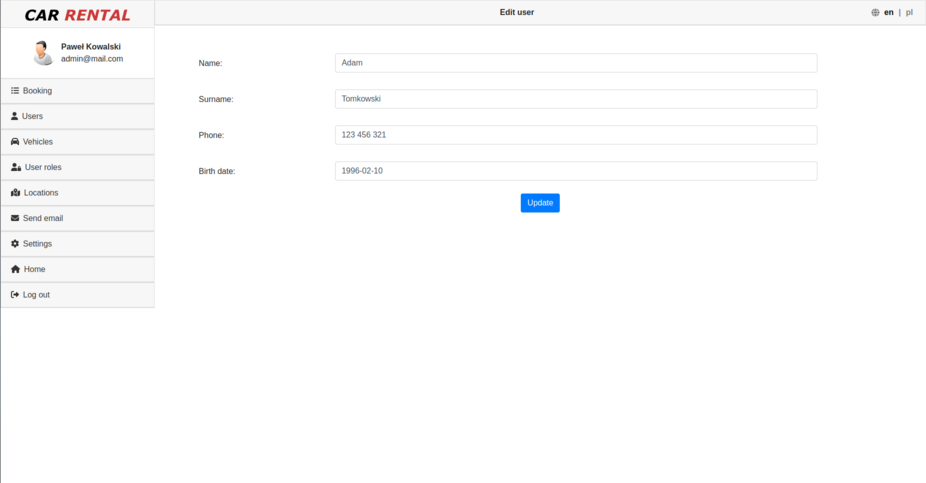 CAR RENTAL
Edit user
en | pl
Paweł Kowalski
admin@mail.com
Booking
Users
Vehicles
User roles
Locations
Send email
Settings
Home
Log out
Name:
Adam
Surname:
Tomkowski
Phone:
123 456 321
Birth date:
1996-02-10
Update